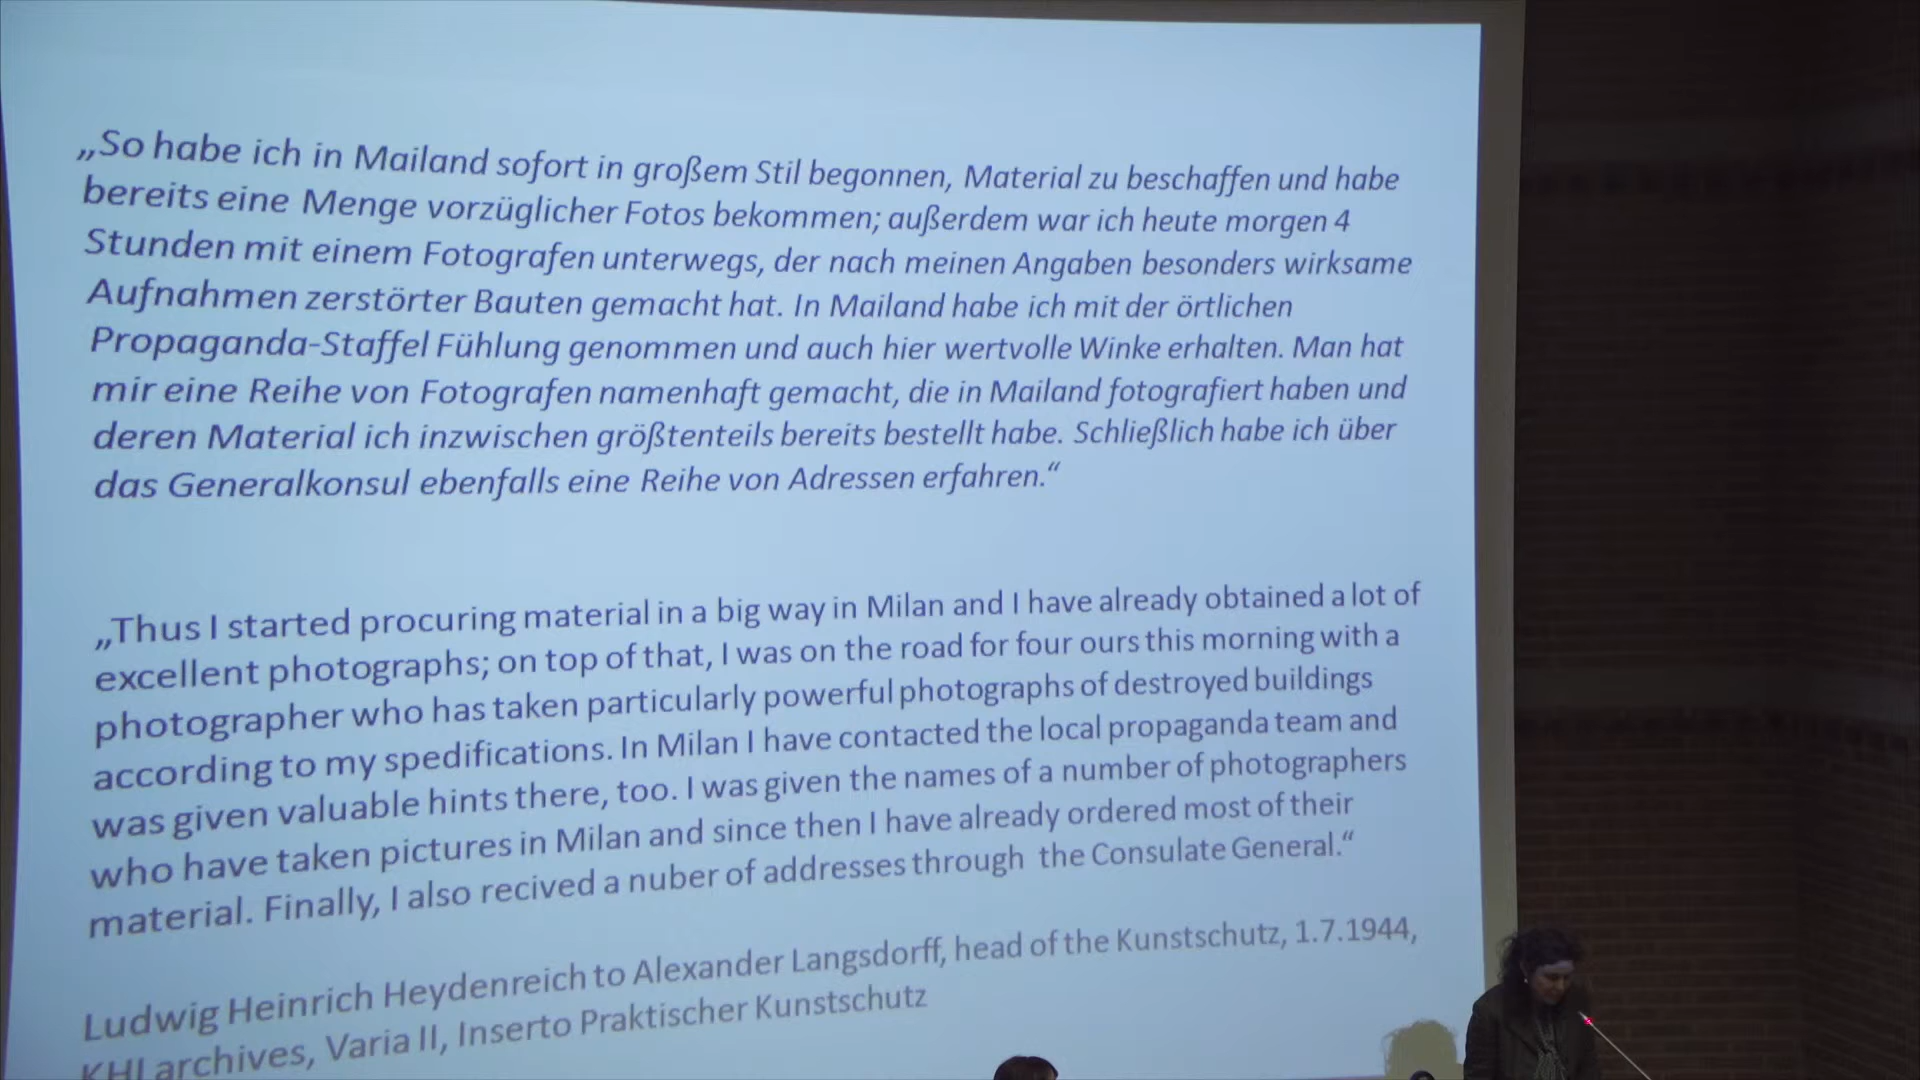 „So habe ich in Mailand sofort in großem Stil begonnen, Material zu beschaffen und habe
bereits eine Menge vorzüglicher Fotos bekommen; außerdem war ich heute morgen 4
Stunden mit einem Fotografen unterwegs, der nach meinen Angaben besonders wirksame
Aufnahmen zerstörter Bauten gemacht hat. In Mailand habe ich mit der örtlichen
Propaganda-Staffel Fühlung genommen und auch hier wertvolle Winke erhalten. Man hat
mir eine Reihe von Fotografen namenhaft gemacht, die in Mailand fotografiert haben und
deren Material ich inzwischen größtenteils bereits bestellt habe. Schließlich habe ich über
das Generalkonsul ebenfalls eine Reihe von Adressen erfahren.“
„Thus I started procuring material in a big way in Milan and I have already obtained a lot of
excellent photographs; on top of that, I was on the road for four ours this morning with a
photographer who has taken particularly powerful photographs of destroyed buildings
according to my spedifications. In Milan I have contacted the local propaganda team and
was given valuable hints there, too. I was given the names of a number of photographers
who have taken pictures in Milan and since then I have already ordered most of their
material. Finally, I also recived a nuber of addresses through the Consulate General.“
Ludwig Heinrich Heydenreich to Alexander Langsdorff, head of the Kunstschutz, 1.7.1944,
KHI archives, Varia II, Inserto Praktischer Kunstschutz